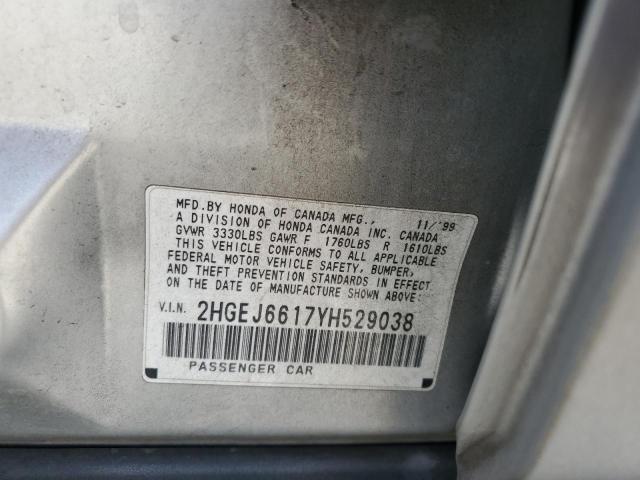 MFD.BY HONDA OF CANADA MFG., 11/'99
A DIVISION OF HONDA CANADA INC. CANADA
GVWR 3330LBS GAWR F 1760LBS R 1610LBS
THIS VEHICLE CONFORMS TO ALL APPLICABLE
FEDERAL MOTOR VEHICLE SAFETY, BUMPER,
AND THEFT PREVENTION STANDARDS IN EFFECT
ON THE DATE OF MANUFACTURE SHOWN ABOVE:
V.I.N. 2HGEJ6617YH529038
PASSENGER CAR